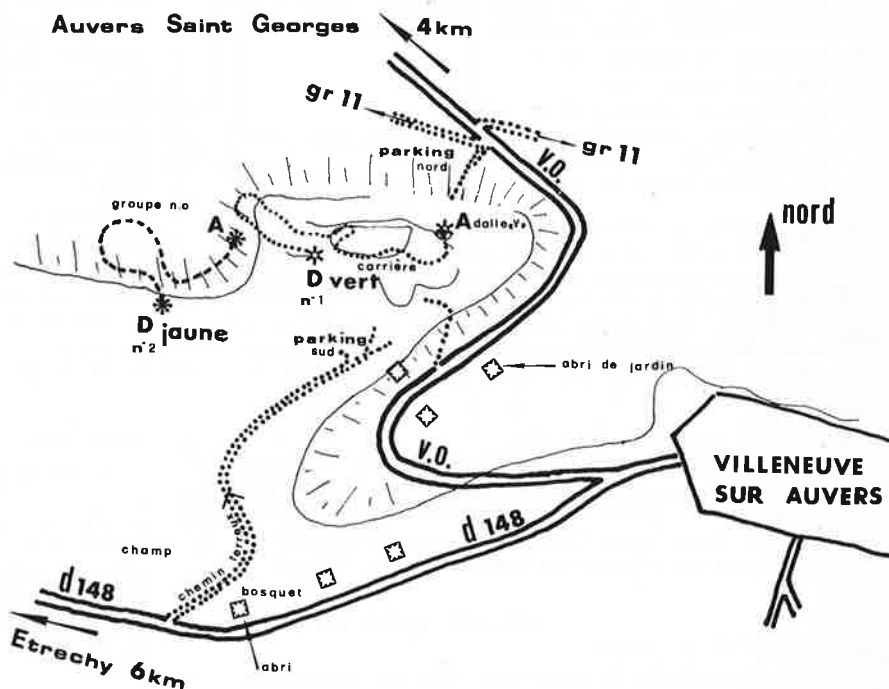 Auvers Saint Georges 4km
gr 11
gr 11
V.O.
parking
nord
groupe n.o
A
A dalle.Y.
nord
D vert
n°1
carrière
D jaune
n°2
parking
sud
abri de jardin
V.O.
VILLENEUVE
SUR AUVERS
d 148
champ
d 148
bosquet
abri
Etrechy 6km